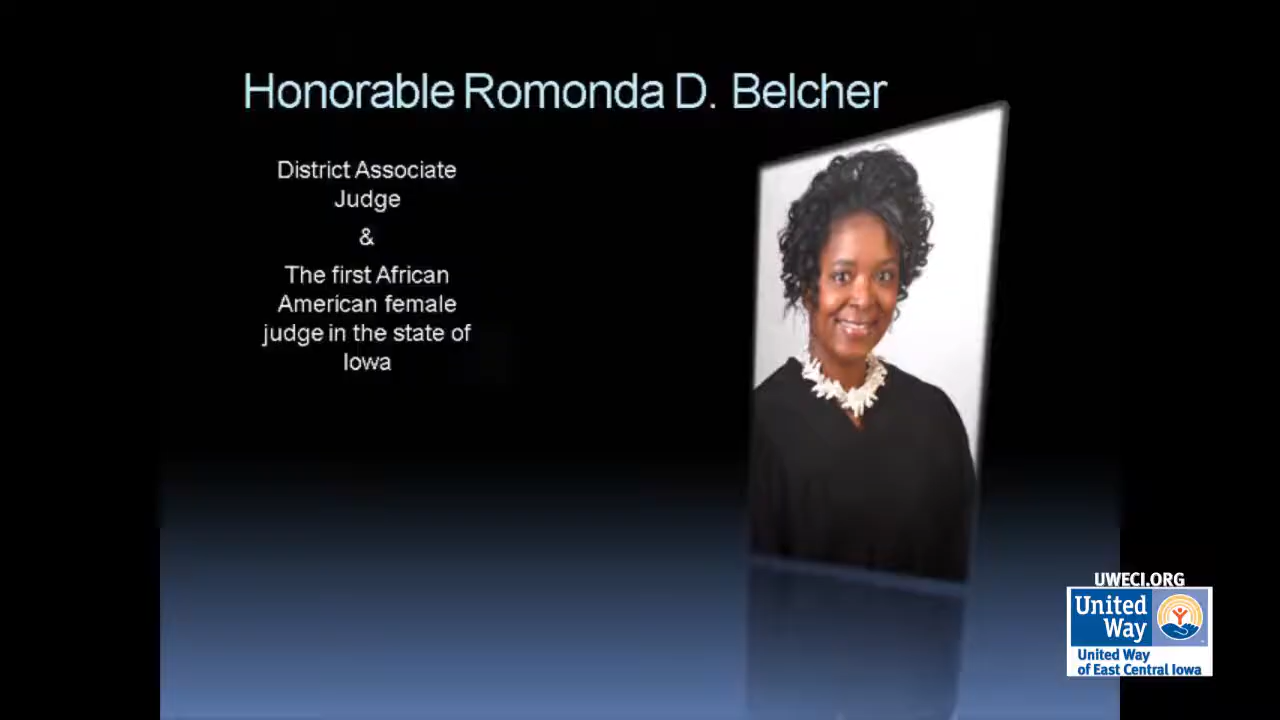 Honorable Romonda D. Belcher
District Associate
Judge
&
The first African
American female
judge in the state of
Iowa
UWECI.ORG
United
Way
United Way
of East Central Iowa